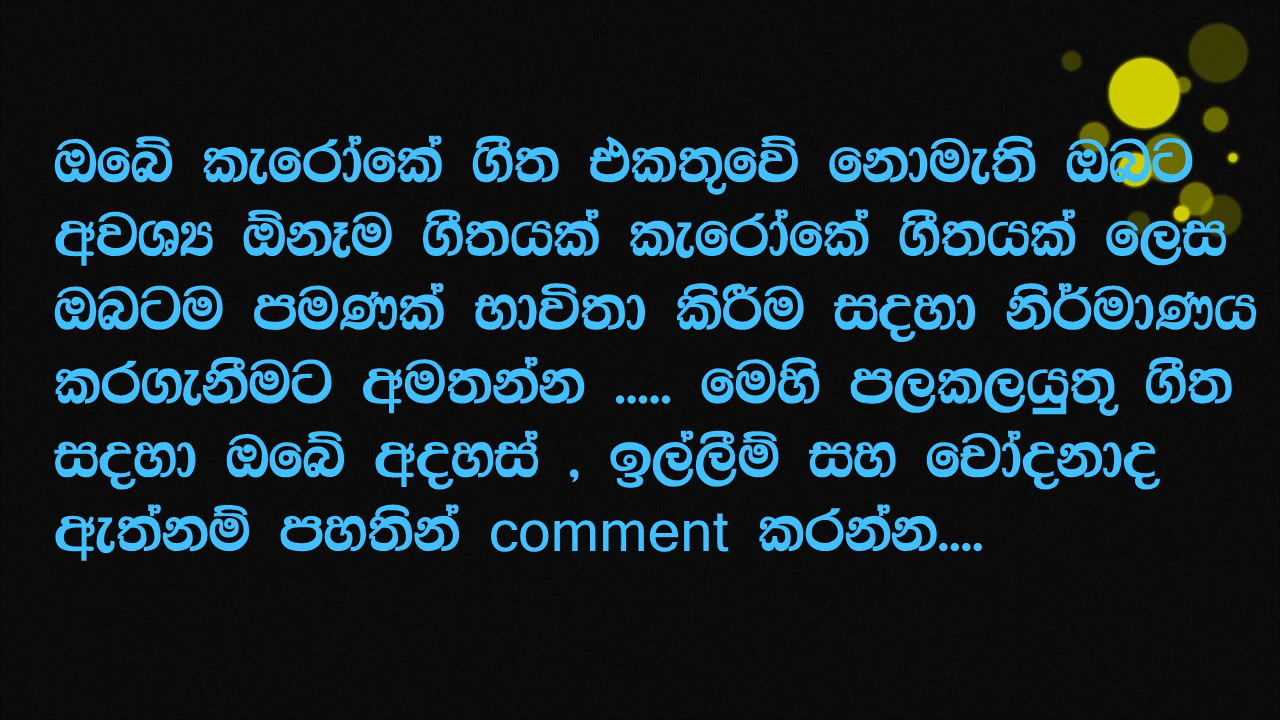 ඔබේ කැරෝකේ ගීත එකතුවේ නොමැති ඔබට
අවශ්‍ය ඕනෑම ගීතයක් කැරෝකේ ගීතයක් ලෙස
ඔබටම පමණක් භාවිතා කිරීම සදහා නිර්මාණය
කරගැනීමට අමතන්න ..... මෙහි පලකලයුතු ගීත
සදහා ඔබේ අදහස් , ඉල්ලීම් සහ චෝදනාද
ඇත්නම් පහතින් comment කරන්න....